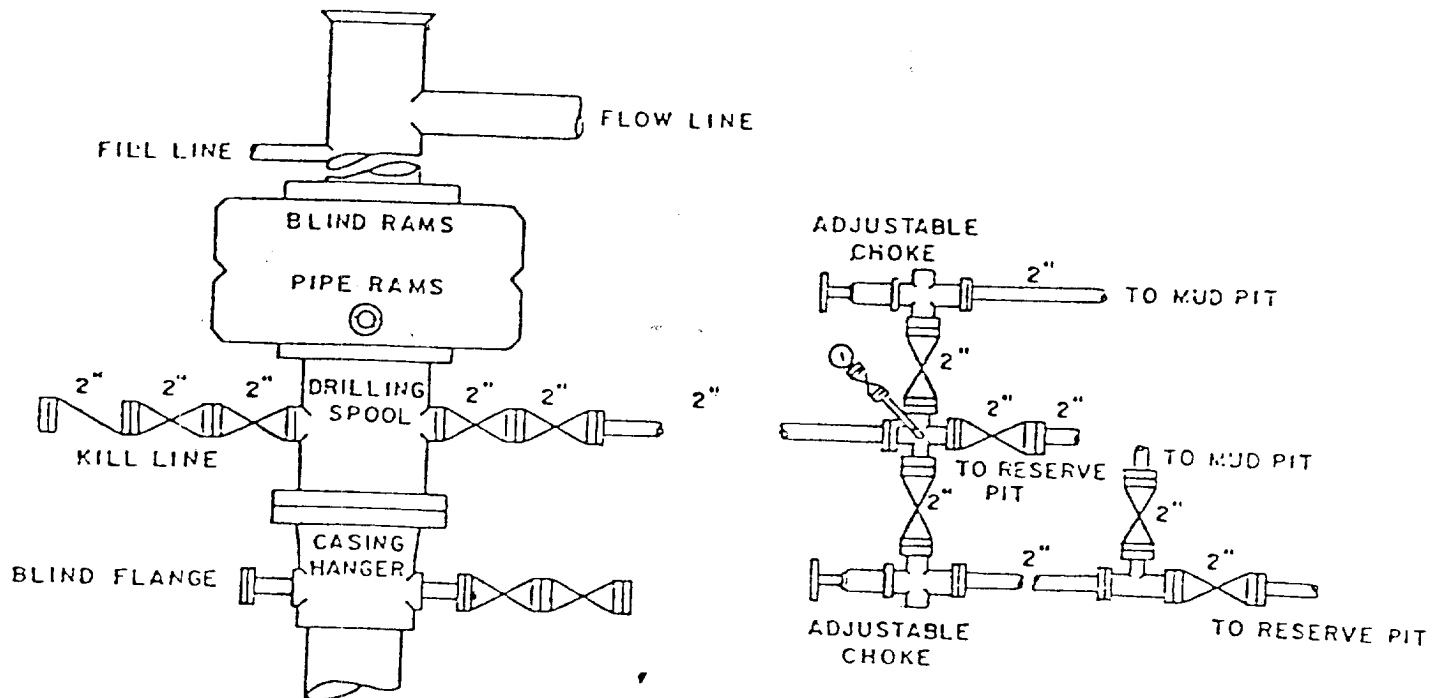 FLOW LINE
FILL LINE
BLIND RAMS
PIPE RAMS
2" 2" 2" DRILLING 2" 2" 2"
SPOOL
KILL LINE
CASING
HANGER
BLIND FLANGE
ADJUSTABLE
CHOKE
2"
TO MUD PIT
2"
2" 2"
TO RESERVE
PIT
TO MUD PIT
2" 2"
2" 2"
ADJUSTABLE
CHOKE
TO RESERVE PIT